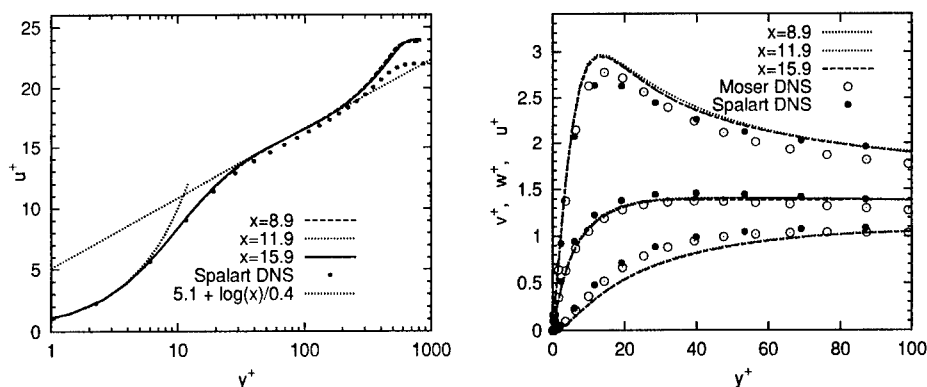 25
20
15
10
5
0
u+
x=8.9
x=11.9
x=15.9
Spalart DNS
5.1 + log(x)/0.4
1
10
100
1000
y+
3
2.5
2
1.5
1
0.5
0
v+, w+, u+
x=8.9
x=11.9
x=15.9
Moser DNS
Spalart DNS
0
20
40
60
80
100
y+